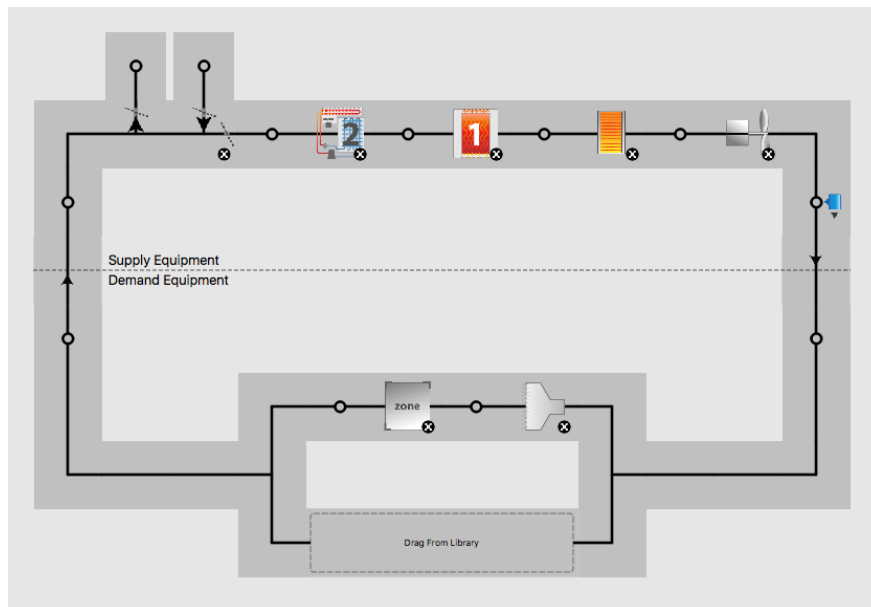 2
1
Supply Equipment
Demand Equipment
zone
Drag From Library